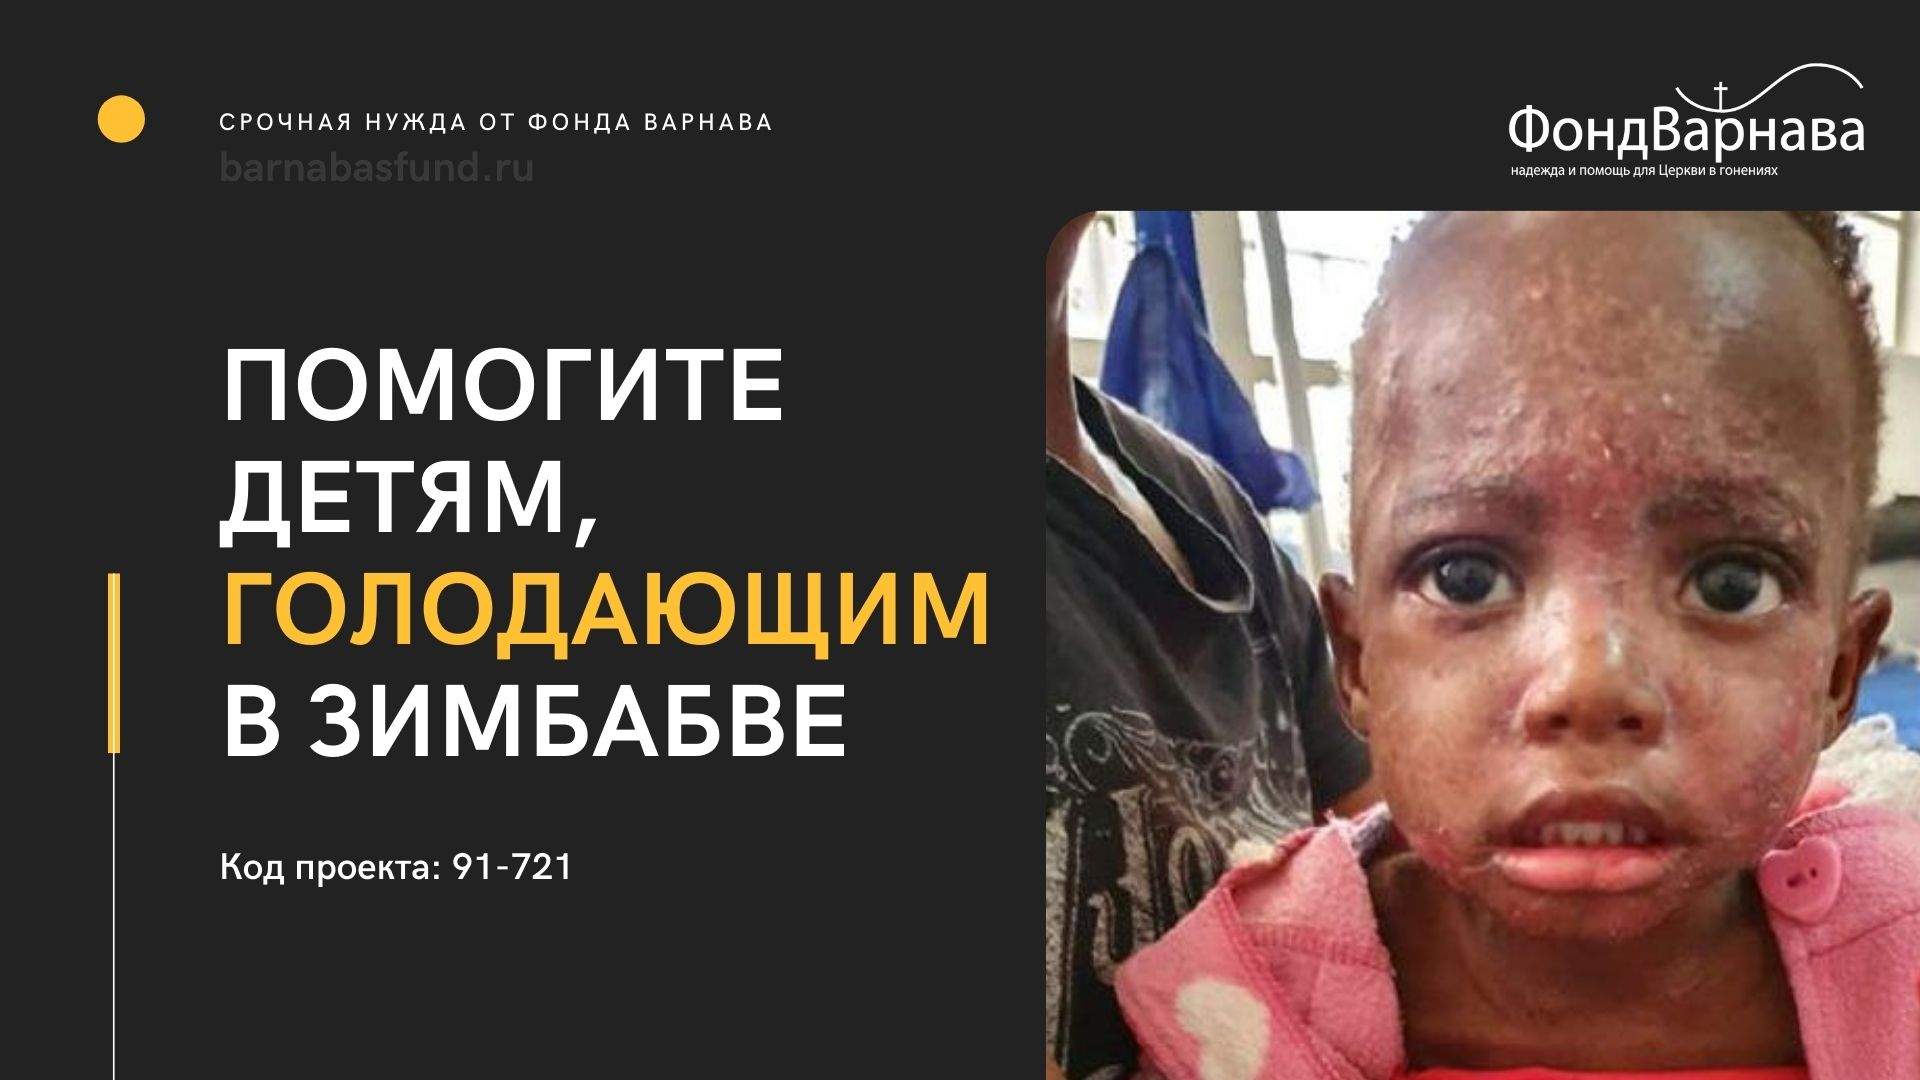 СРОЧНАЯ НУЖДА ОТ ФОНДА ВАРНАВА
barnabasfund.ru
ФондВарнава
надежда и помощь для Церкви в гонениях
ПОМОГИТЕ
ДЕТЯМ,
ГОЛОДАЮЩИМ
В ЗИМБАБВЕ
Код проекта: 91-721